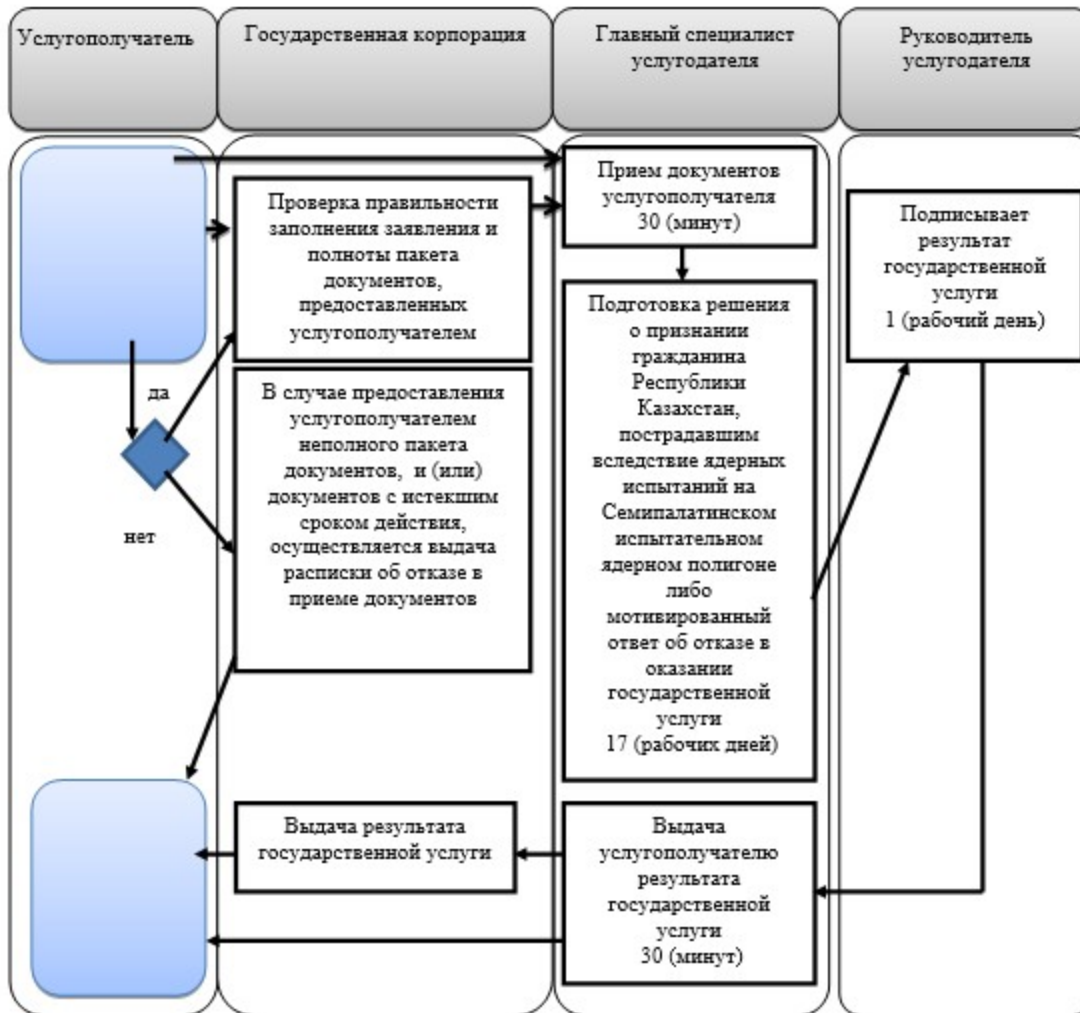 Услугополучатель
Государственная корпорация
Главный специалист
услугодателя
Руководитель
услугодателя
Проверка правильности
заполнения заявления и
полноты пакета
документов,
предоставленных
услугополучателем
да
нет
В случае предоставления
услугополучателем
неполного пакета
документов, и (или)
документов с истекшим
сроком действия,
осуществляется выдача
расписки об отказе в
приеме документов
Прием документов
услугополучателя
30 (минут)
Подготовка решения
о признании
гражданина
Республики
Казахстан,
пострадавшим
вследствие ядерных
испытаний на
Семипалатинском
испытательном
ядерном полигоне
либо
мотивированный
ответ об отказе в
оказании
государственной
услуги
17 (рабочих дней)
Подписывает
результат
государственной
услуги
1 (рабочий день)
Выдача результата
государственной услуги
Выдача
услугополучателю
результата
государственной
услуги
30 (минут)